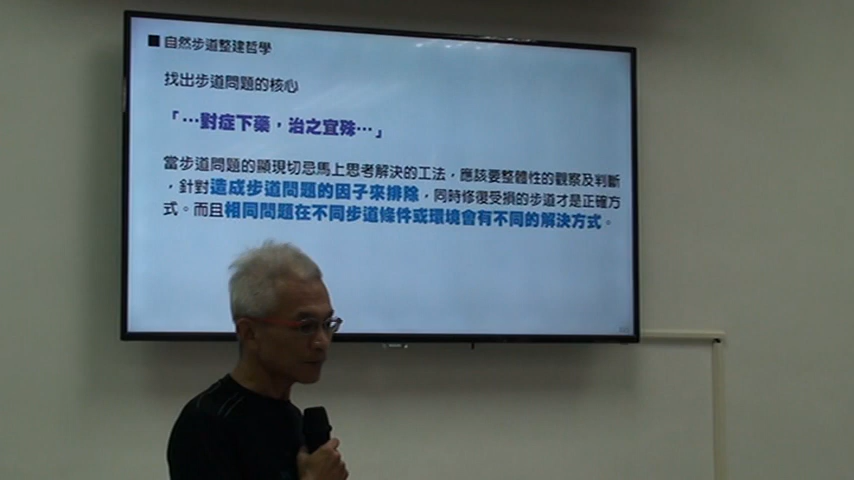 ■ 自然步道整建哲學
找出步道問題的核心
「…對症下藥，治之宜殊…」
當步道問題的顯現切忌馬上思考解決的工法，應該要整體性的觀察及判斷
，針對造成步道問題的因子來排除，同時修復受損的步道才是正確方
式。而且相同問題在不同步道條件或環境會有不同的解決方式。